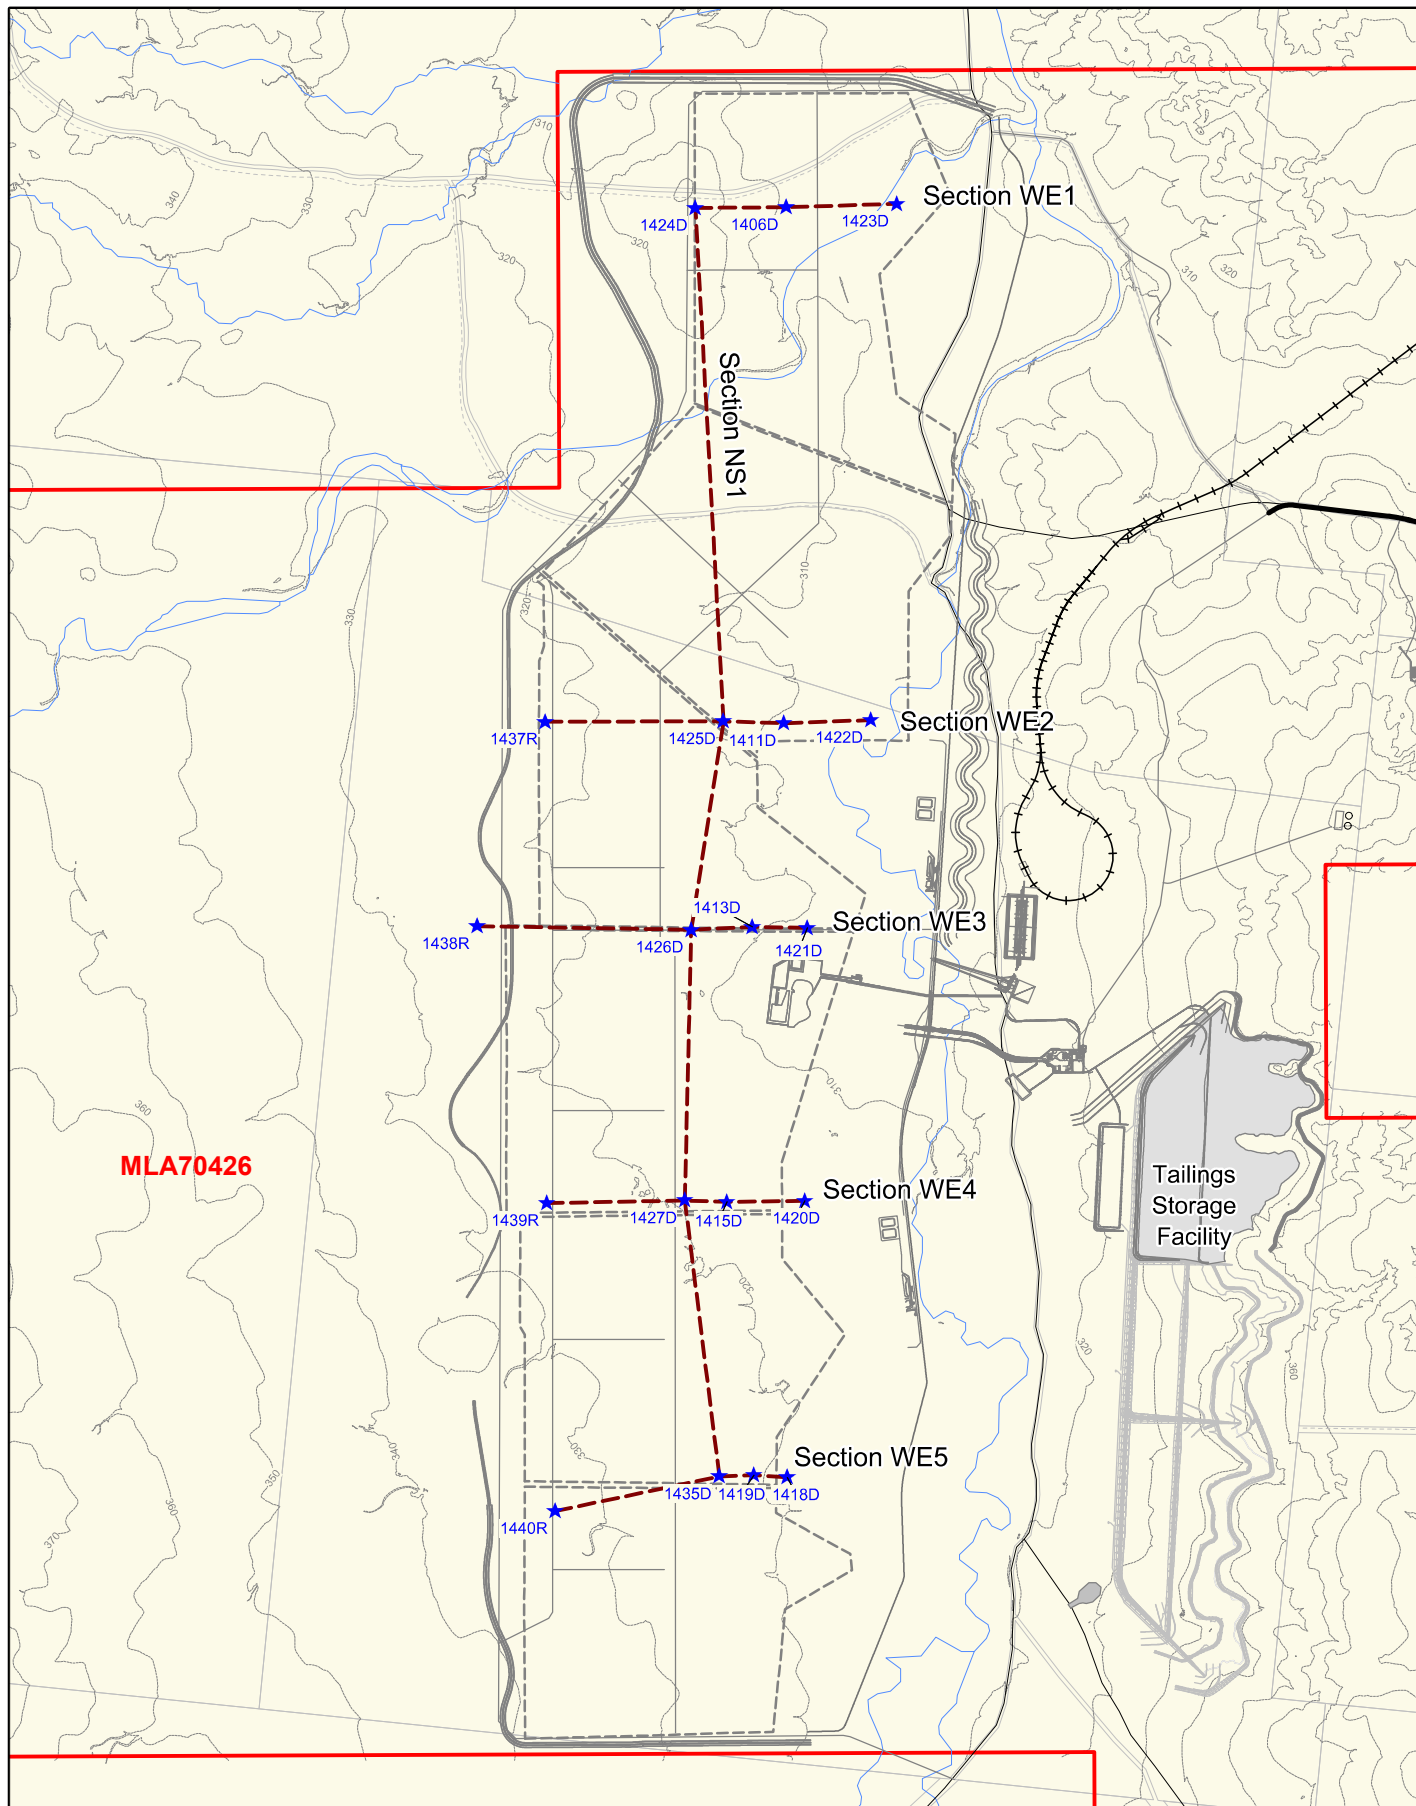 310
340
330
320
Section WE1
1424D
1406D
1423D
320
310
320
Section NS1
310
330
320
1437R
1425D
1411D
1422D
Section WE2
1413D
Section WE3
1438R
1426D
1421D
310
360
MLA70426
Tailings
Storage
Facility
Section WE4
1439R
1427D
1415D
1420D
320
320
360
340
330
350
360
370
Section WE5
1435D
1419D
1418D
1440R